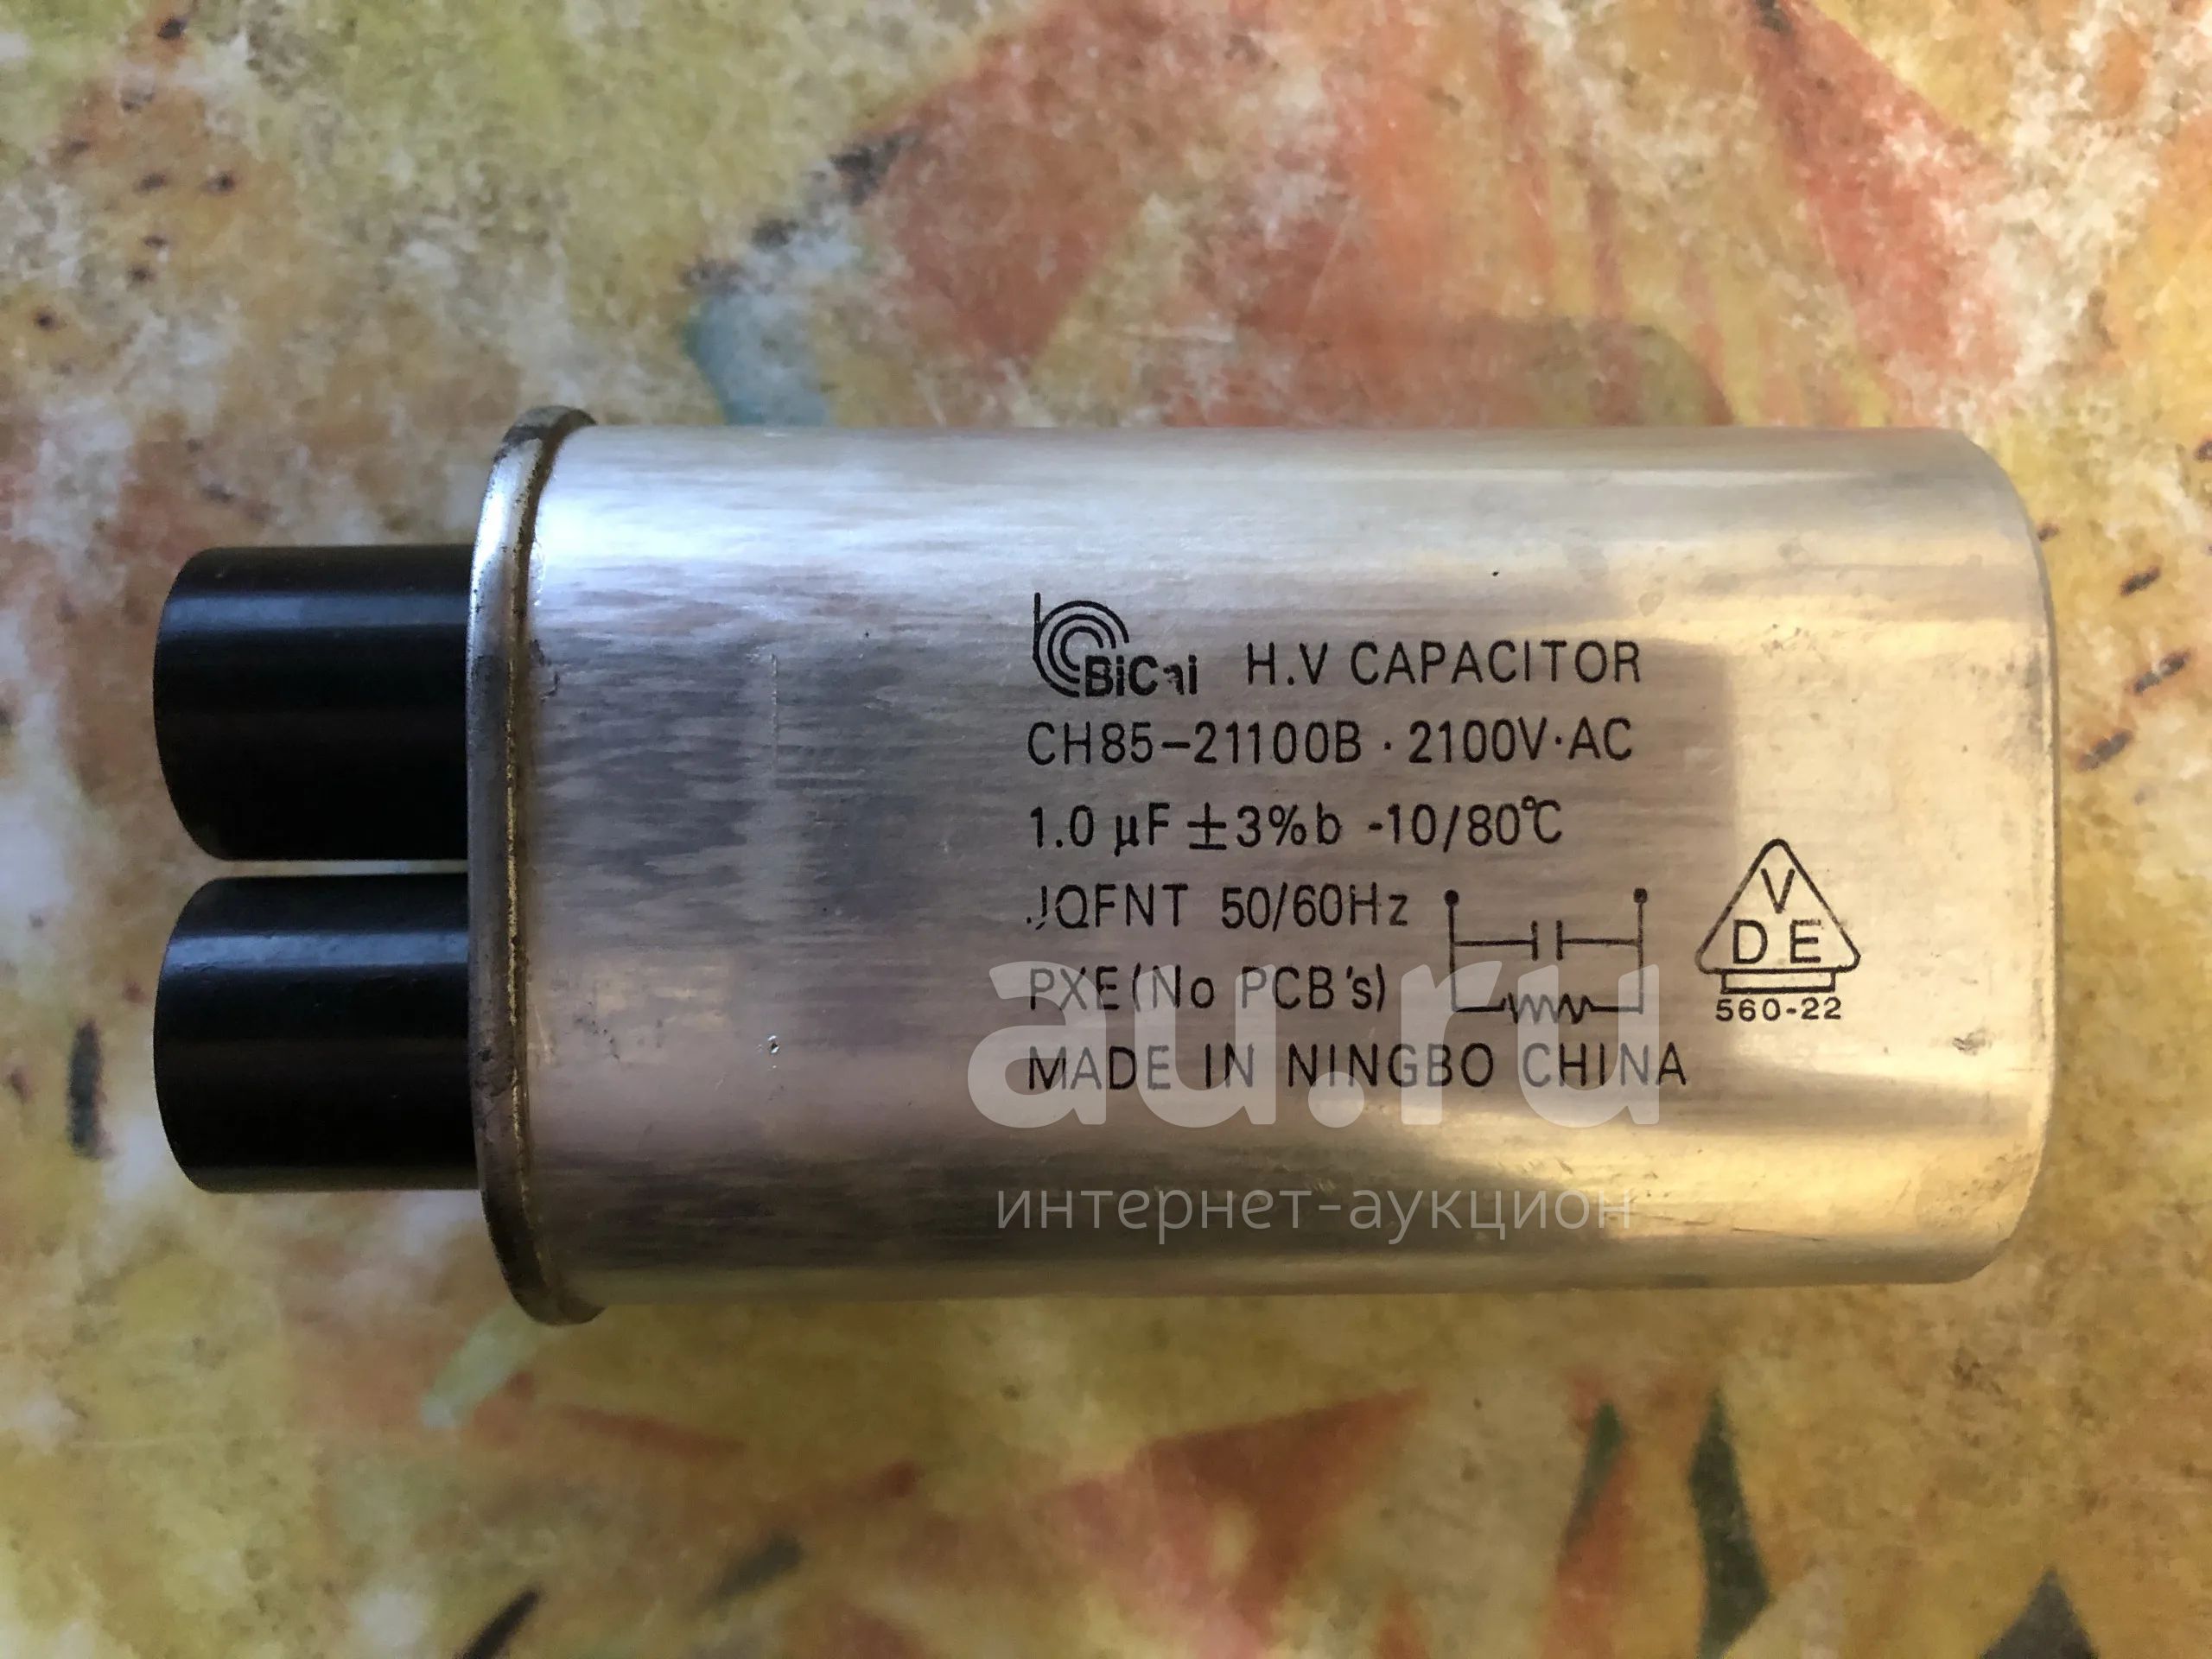 BiCai H.V CAPACITOR
CH85-21100B · 2100V·AC
1.0 µF ±3%b -10/80℃
JQFNT 50/60Hz
PXE(No PCB's)
MADE IN NINGBO CHINA
VDE
560-22
au.ru
интернет-аукцион